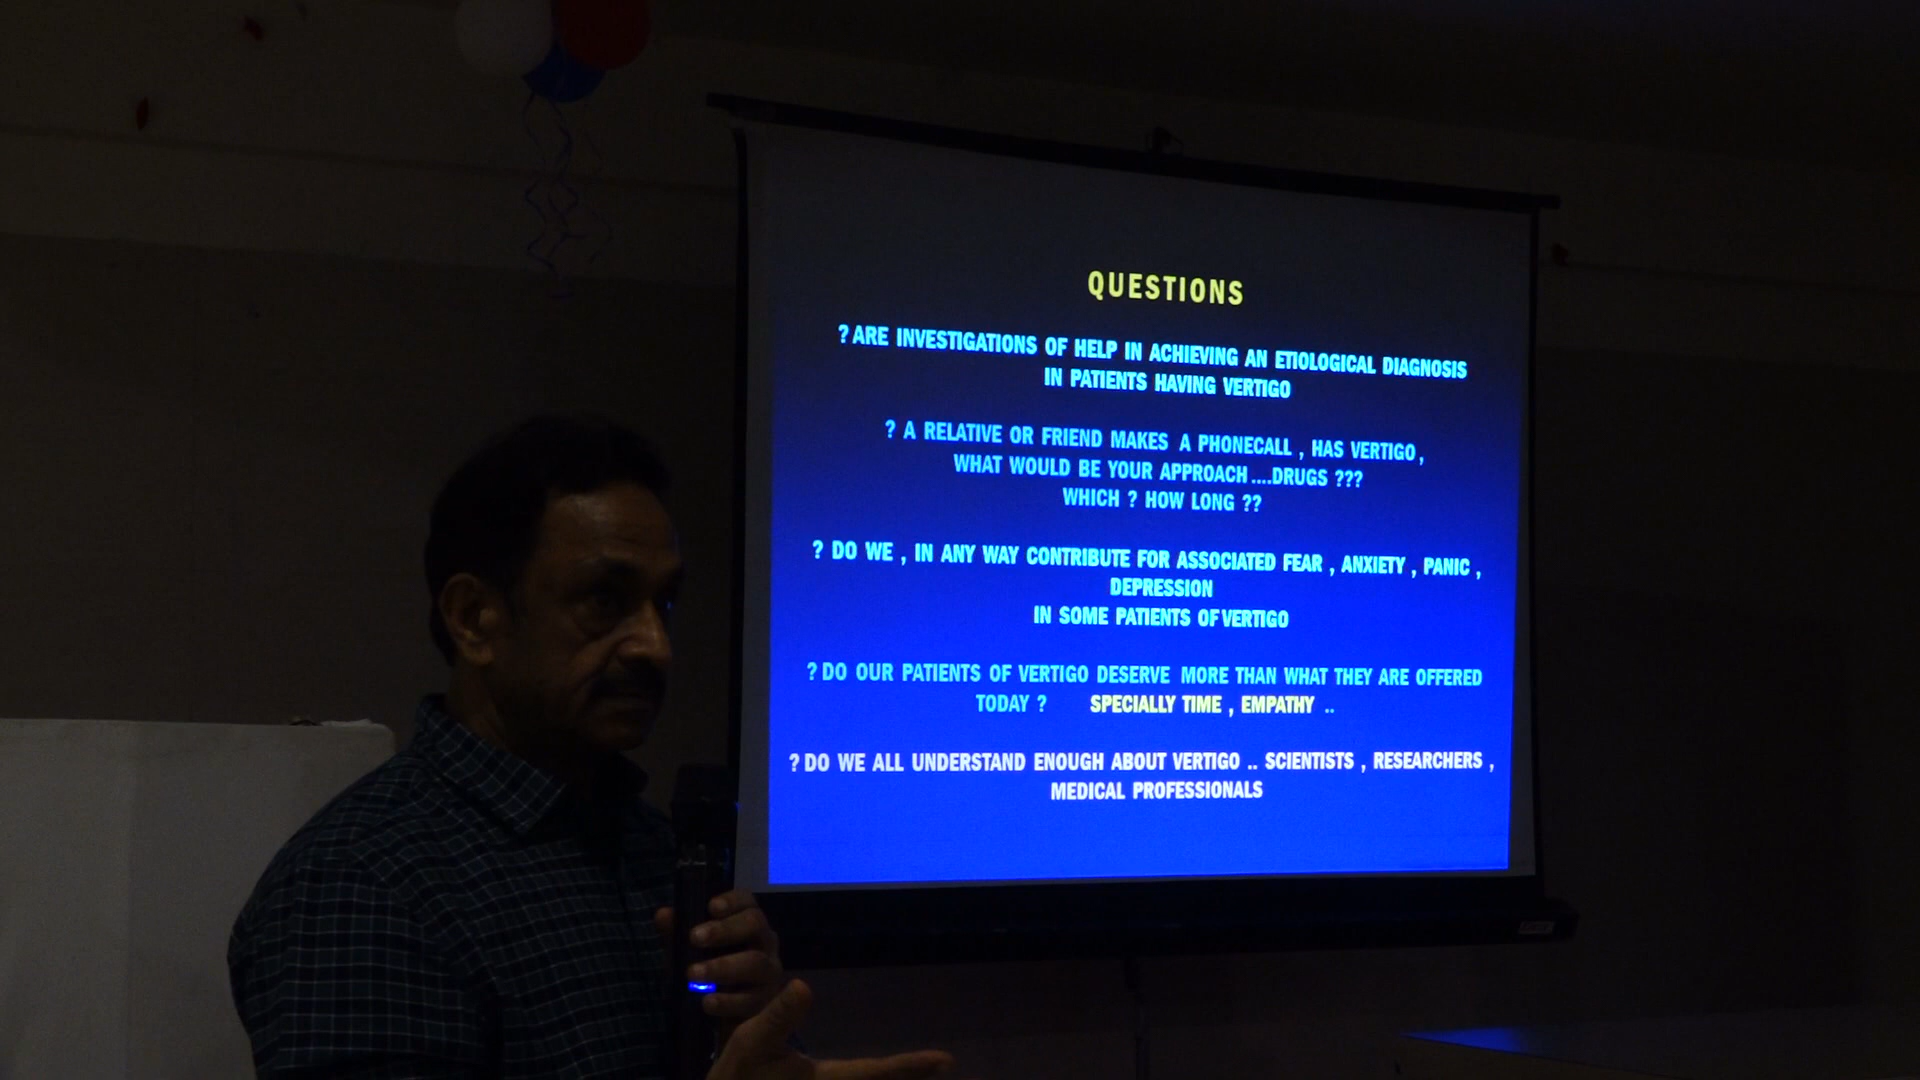 QUESTIONS
? ARE INVESTIGATIONS OF HELP IN ACHIEVING AN ETIOLOGICAL DIAGNOSIS
IN PATIENTS HAVING VERTIGO
? A RELATIVE OR FRIEND MAKES A PHONECALL , HAS VERTIGO ,
WHAT WOULD BE YOUR APPROACH ....DRUGS ???
WHICH ? HOW LONG ??
? DO WE , IN ANY WAY CONTRIBUTE FOR ASSOCIATED FEAR , ANXIETY , PANIC ,
DEPRESSION
IN SOME PATIENTS OF VERTIGO
? DO OUR PATIENTS OF VERTIGO DESERVE MORE THAN WHAT THEY ARE OFFERED
TODAY ? SPECIALLY TIME , EMPATHY ..
? DO WE ALL UNDERSTAND ENOUGH ABOUT VERTIGO .. SCIENTISTS , RESEARCHERS ,
MEDICAL PROFESSIONALS